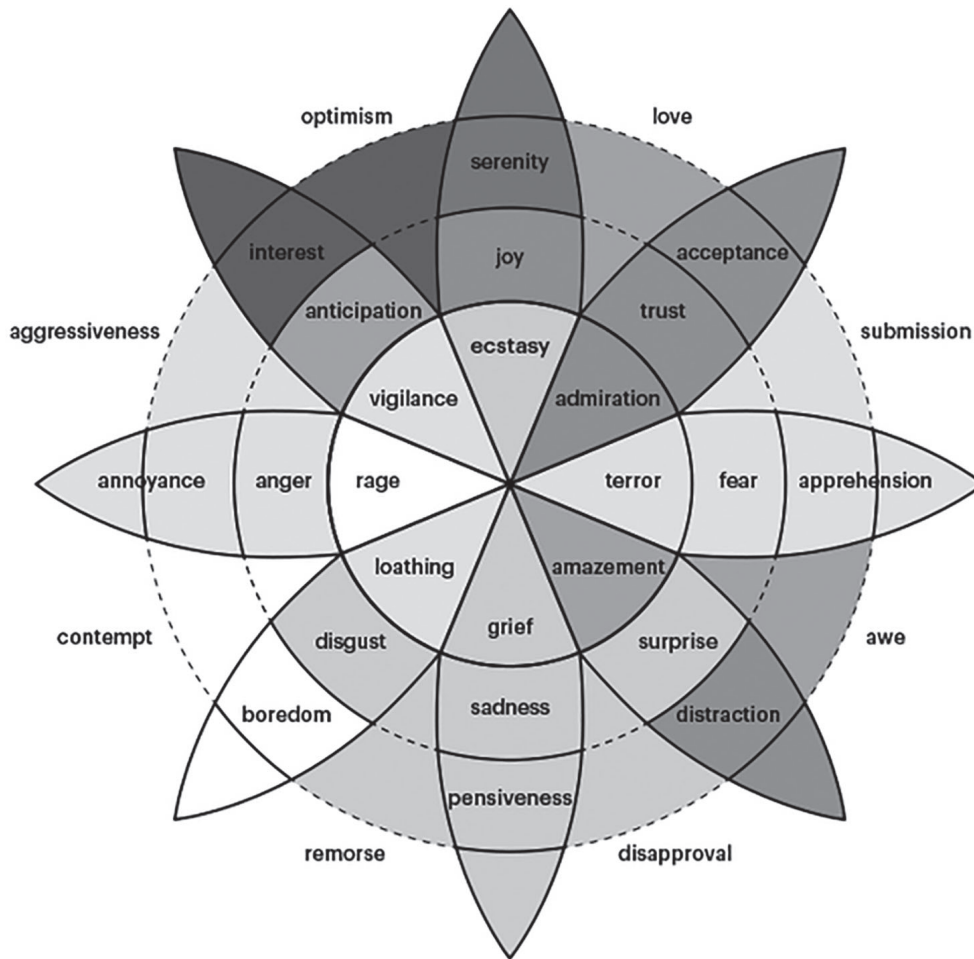 optimism
love
serenity
interest
acceptance
joy
anticipation
trust
aggressiveness
submission
ecstasy
vigilance
admiration
annoyance
anger
rage
terror
fear
apprehension
loathing
amazement
grief
disgust
surprise
contempt
awe
sadness
boredom
distraction
pensiveness
remorse
disapproval